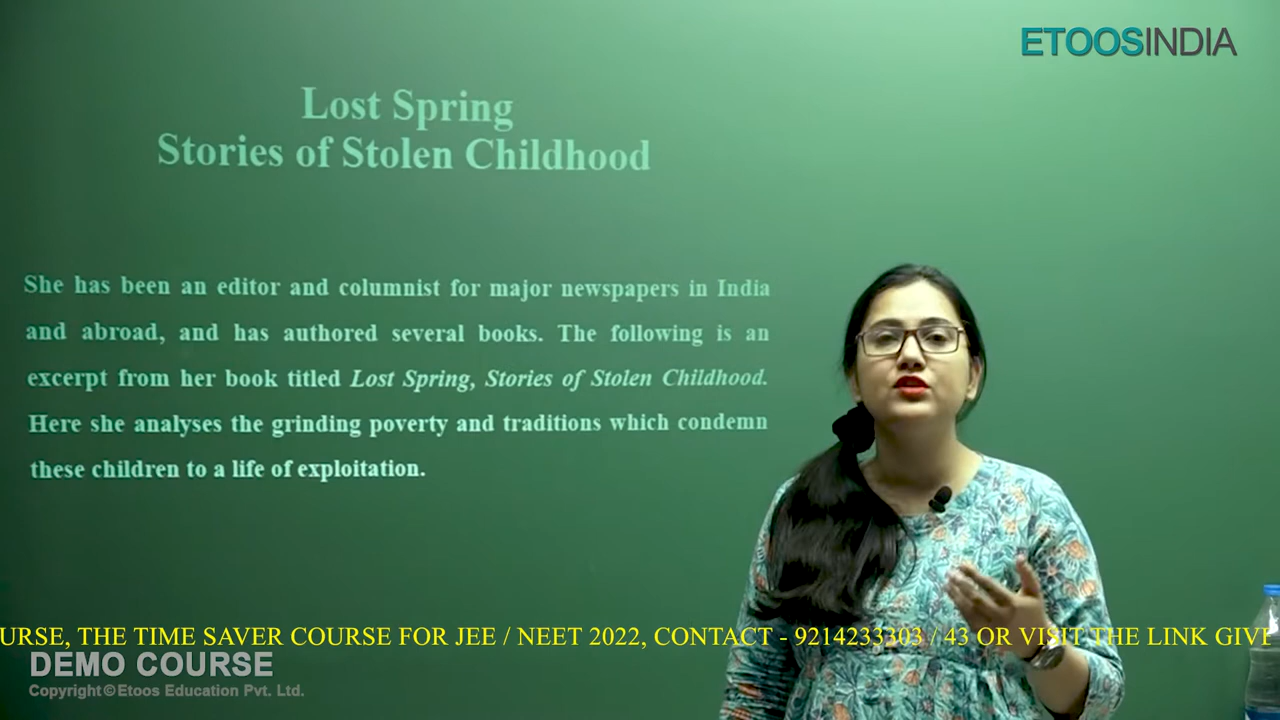 ETOOSINDIA
Lost Spring
Stories of Stolen Childhood
She has been an editor and columnist for major newspapers in India
and abroad, and has authored several books. The following is an
excerpt from her book titled Lost Spring, Stories of Stolen Childhood.
Here she analyses the grinding poverty and traditions which condemn
these children to a life of exploitation.
URSE, THE TIME SAVER COURSE FOR JEE / NEET 2022, CONTACT - 9214233303 / 43 OR VISIT THE LINK GIVE
DEMO COURSE
Copyright © Etoos Education Pvt. Ltd.